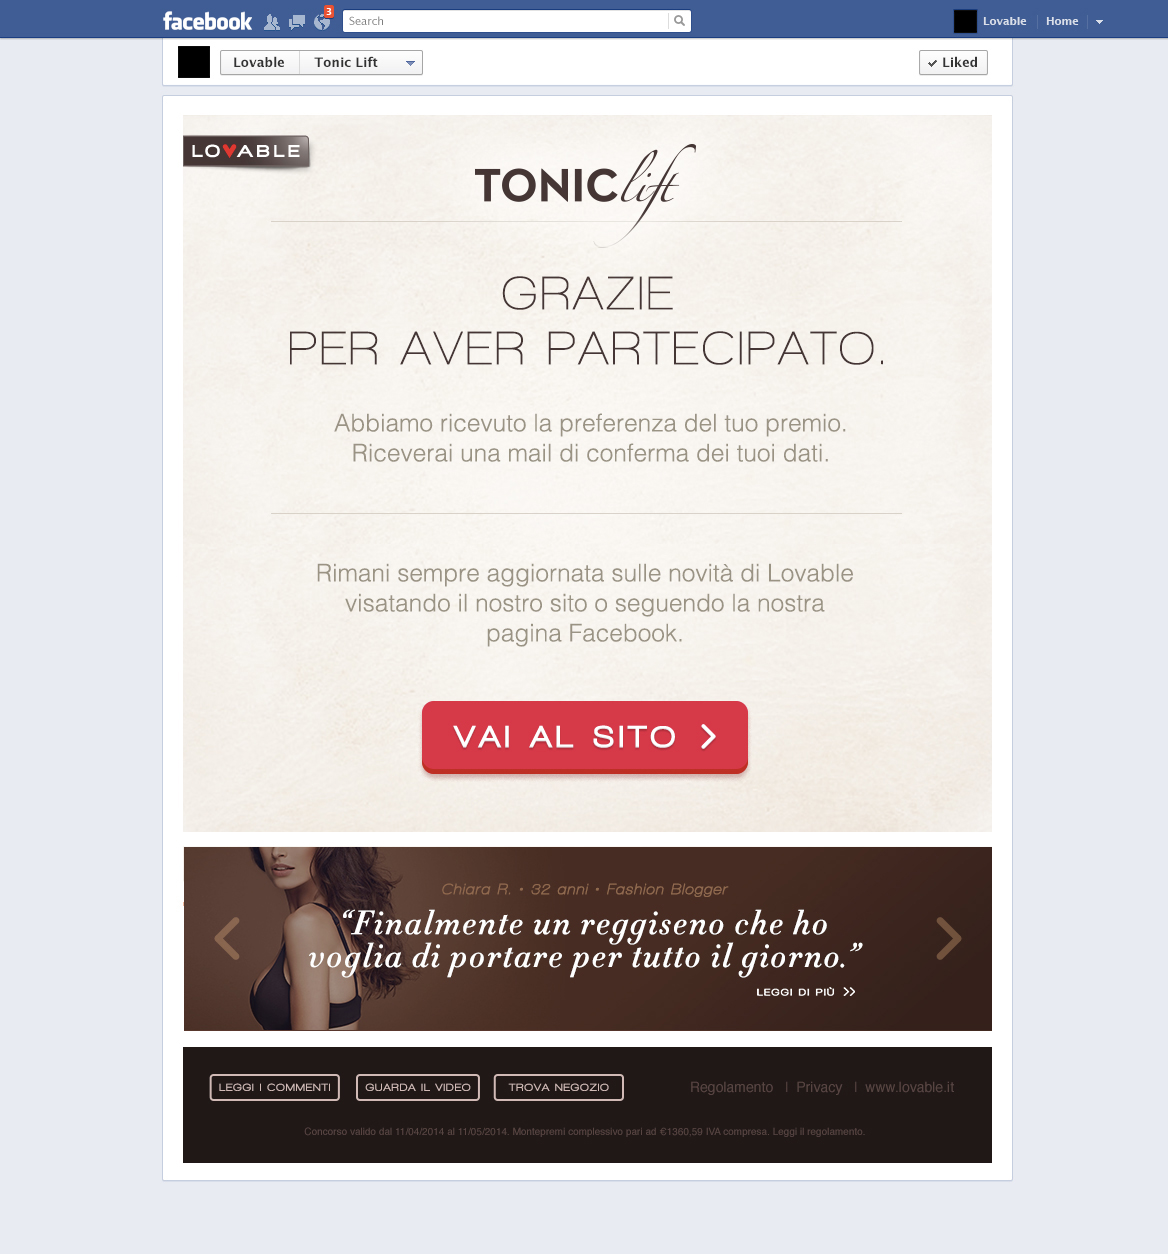 facebook 3 Search Lovable Home
Lovable Tonic Lift Liked
LOVABLE
TONIC lift
GRAZIE
PER AVER PARTECIPATO.
Abbiamo ricevuto la preferenza del tuo premio.
Riceverai una mail di conferma dei tuoi dati.
Rimani sempre aggiornata sulle novità di Lovable
visatando il nostro sito o seguendo la nostra
pagina Facebook.
VAI AL SITO
Chiara R. • 32 anni • Fashion Blogger
“Finalmente un reggiseno che ho
voglia di portare per tutto il giorno.”
LEGGI DI PIÙ
LEGGI I COMMENTI GUARDA IL VIDEO TROVA NEGOZIO Regolamento | Privacy | www.lovable.it
Concorso valido dal 11/04/2014 al 11/05/2014. Montepremi complessivo pari ad €1360,59 IVA compresa. Leggi il regolamento.